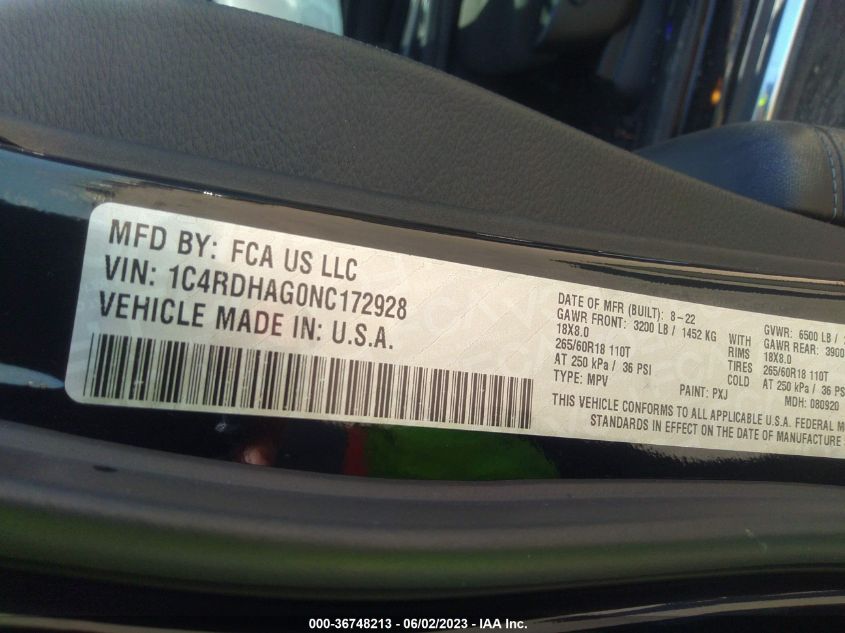 MFD BY: FCA US LLC
VIN: 1C4RDHAG0NC172928
VEHICLE MADE IN: U.S.A.
DATE OF MFR (BUILT): 8-22
GAWR FRONT: 3200 LB / 1452 KG WITH
18X8.0 RIMS
265/60R18 110T TIRES
AT 250 kPa / 36 PSI COLD
TYPE: MPV
PAINT: PXJ
GVWR: 6500 LB /
GAWR REAR: 3900
18X8.0
265/60R18 110T
AT 250 kPa / 36 PS
MDH: 080920
THIS VEHICLE CONFORMS TO ALL APPLICABLE U.S.A. FEDERAL M
STANDARDS IN EFFECT ON THE DATE OF MANUFACTURE
000-36748213 - 06/02/2023 - IAA Inc.